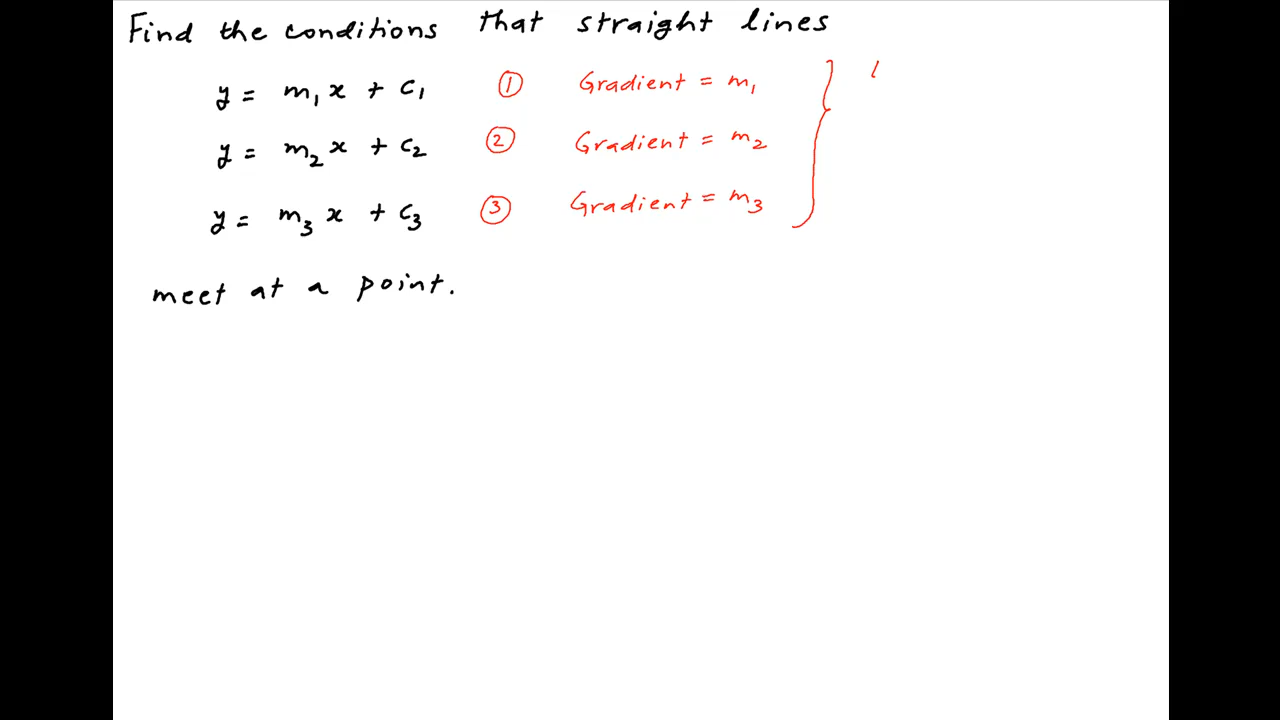 Find the conditions that straight lines
y = m₁x + c₁ ① Gradient = m₁
y = m₂x + c₂ ② Gradient = m₂
y = m₃x + c₃ ③ Gradient = m₃
meet at a point.